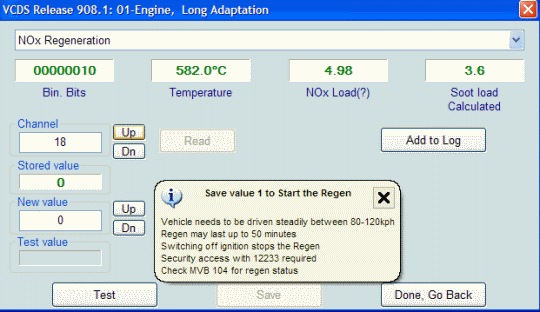 VCDS Release 908.1: 01-Engine,  Long Adaptation
NOx Regeneration
00000010 582.0°C 4.98 3.6
Bin. Bits Temperature NOx Load(?) Soot load
Calculated
Channel
18
Up
Dn
Read
Add to Log
Stored value
0
New value
0
Up
Dn
Test value
Save value 1 to Start the Regen
Vehicle needs to be driven steadily between 80-120kph
Regen may last up to 50 minutes
Switching off ignition stops the Regen
Security access with 12233 required
Check MVB 104 for regen status
Test Save Done, Go Back